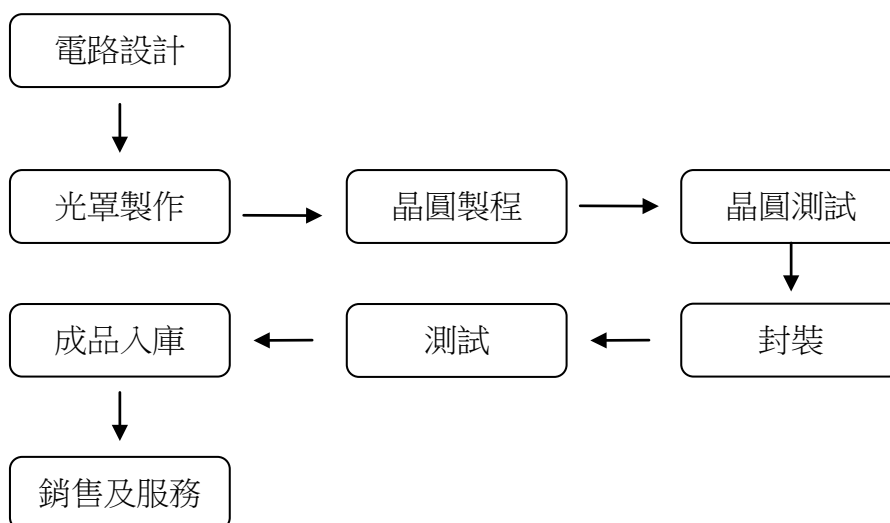 電路設計
光罩製作
晶圓製程
晶圓測試
封裝
測試
成品入庫
銷售及服務